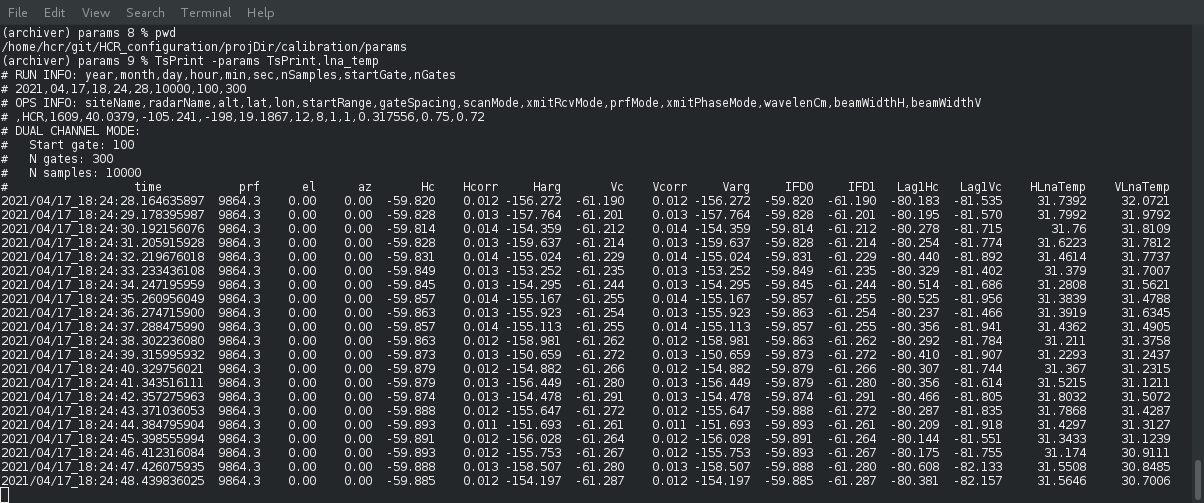 File Edit View Search Terminal Help
(archiver) params 8 % pwd
/home/hcr/git/HCR_configuration/projDir/calibration/params
(archiver) params 9 % TsPrint -params TsPrint.lna_temp
# RUN INFO: year,month,day,hour,min,sec,nSamples,startGate,nGates
# 2021,04,17,18,24,28,10000,100,300
# OPS INFO: siteName,radarName,alt,lat,lon,startRange,gateSpacing,scanMode,xmitRcvMode,prfMode,xmitPhaseMode,wavelenCm,beamWidthH,beamWidthV
# ,HCR,1609,40.0379,-105.241,-198,19.1867,12,8,1,1,0.317556,0.75,0.72
# DUAL CHANNEL MODE:
#   Start gate: 100
#   N gates: 300
#   N samples: 10000
# time prf el az Hc Hcorr Harg Vc Vcorr Varg IFD0 IFD1 Lag1Hc Lag1Vc HLnaTemp VLnaTemp
2021/04/17_18:24:28.164635897 9864.3 0.00 0.00 -59.820 0.012 -156.272 -61.190 0.012 -156.272 -59.820 -61.190 -80.183 -81.535 31.7392 32.0721
2021/04/17_18:24:29.178395987 9864.3 0.00 0.00 -59.828 0.013 -157.764 -61.201 0.013 -157.764 -59.828 -61.201 -80.195 -81.570 31.7992 31.9792
2021/04/17_18:24:30.192156076 9864.3 0.00 0.00 -59.814 0.014 -154.359 -61.212 0.014 -154.359 -59.814 -61.212 -80.278 -81.715 31.76 31.8109
2021/04/17_18:24:31.205915928 9864.3 0.00 0.00 -59.828 0.013 -159.637 -61.214 0.013 -159.637 -59.828 -61.214 -80.254 -81.774 31.6223 31.7812
2021/04/17_18:24:32.219676018 9864.3 0.00 0.00 -59.831 0.014 -155.024 -61.229 0.014 -155.024 -59.831 -61.229 -80.440 -81.892 31.4614 31.7737
2021/04/17_18:24:33.233436108 9864.3 0.00 0.00 -59.849 0.013 -153.252 -61.235 0.013 -153.252 -59.849 -61.235 -80.329 -81.402 31.379 31.7007
2021/04/17_18:24:34.247195959 9864.3 0.00 0.00 -59.845 0.013 -154.295 -61.244 0.013 -154.295 -59.845 -61.244 -80.514 -81.686 31.2808 31.5621
2021/04/17_18:24:35.260956049 9864.3 0.00 0.00 -59.857 0.014 -155.167 -61.255 0.014 -155.167 -59.857 -61.255 -80.525 -81.956 31.3839 31.4788
2021/04/17_18:24:36.274715900 9864.3 0.00 0.00 -59.863 0.013 -155.923 -61.254 0.013 -155.923 -59.863 -61.254 -80.237 -81.466 31.3919 31.6345
2021/04/17_18:24:37.288475990 9864.3 0.00 0.00 -59.857 0.014 -155.113 -61.255 0.014 -155.113 -59.857 -61.255 -80.356 -81.941 31.4362 31.4905
2021/04/17_18:24:38.302236080 9864.3 0.00 0.00 -59.863 0.012 -158.981 -61.262 0.012 -158.981 -59.863 -61.262 -80.292 -81.784 31.211 31.3758
2021/04/17_18:24:39.315995932 9864.3 0.00 0.00 -59.873 0.013 -150.659 -61.272 0.013 -150.659 -59.873 -61.272 -80.410 -81.907 31.2293 31.2437
2021/04/17_18:24:40.329756021 9864.3 0.00 0.00 -59.879 0.012 -154.882 -61.266 0.012 -154.882 -59.879 -61.266 -80.307 -81.744 31.367 31.2315
2021/04/17_18:24:41.343516111 9864.3 0.00 0.00 -59.879 0.013 -156.449 -61.280 0.013 -156.449 -59.879 -61.280 -80.356 -81.614 31.5215 31.1211
2021/04/17_18:24:42.357275963 9864.3 0.00 0.00 -59.874 0.013 -154.478 -61.291 0.013 -154.478 -59.874 -61.291 -80.466 -81.805 31.8032 31.5072
2021/04/17_18:24:43.371036053 9864.3 0.00 0.00 -59.888 0.012 -155.647 -61.272 0.012 -155.647 -59.888 -61.272 -80.287 -81.835 31.7868 31.4287
2021/04/17_18:24:44.384795904 9864.3 0.00 0.00 -59.893 0.011 -151.693 -61.261 0.011 -151.693 -59.893 -61.261 -80.209 -81.918 31.4297 31.3127
2021/04/17_18:24:45.398555994 9864.3 0.00 0.00 -59.891 0.012 -156.028 -61.264 0.012 -156.028 -59.891 -61.264 -80.144 -81.551 31.3433 31.1239
2021/04/17_18:24:46.412316084 9864.3 0.00 0.00 -59.893 0.012 -155.753 -61.267 0.012 -155.753 -59.893 -61.267 -80.175 -81.755 31.174 30.9111
2021/04/17_18:24:47.426075935 9864.3 0.00 0.00 -59.888 0.013 -158.507 -61.280 0.013 -158.507 -59.888 -61.280 -80.608 -82.133 31.5508 30.8485
2021/04/17_18:24:48.439836025 9864.3 0.00 0.00 -59.885 0.012 -154.197 -61.287 0.012 -154.197 -59.885 -61.287 -80.381 -82.157 31.5646 30.7006